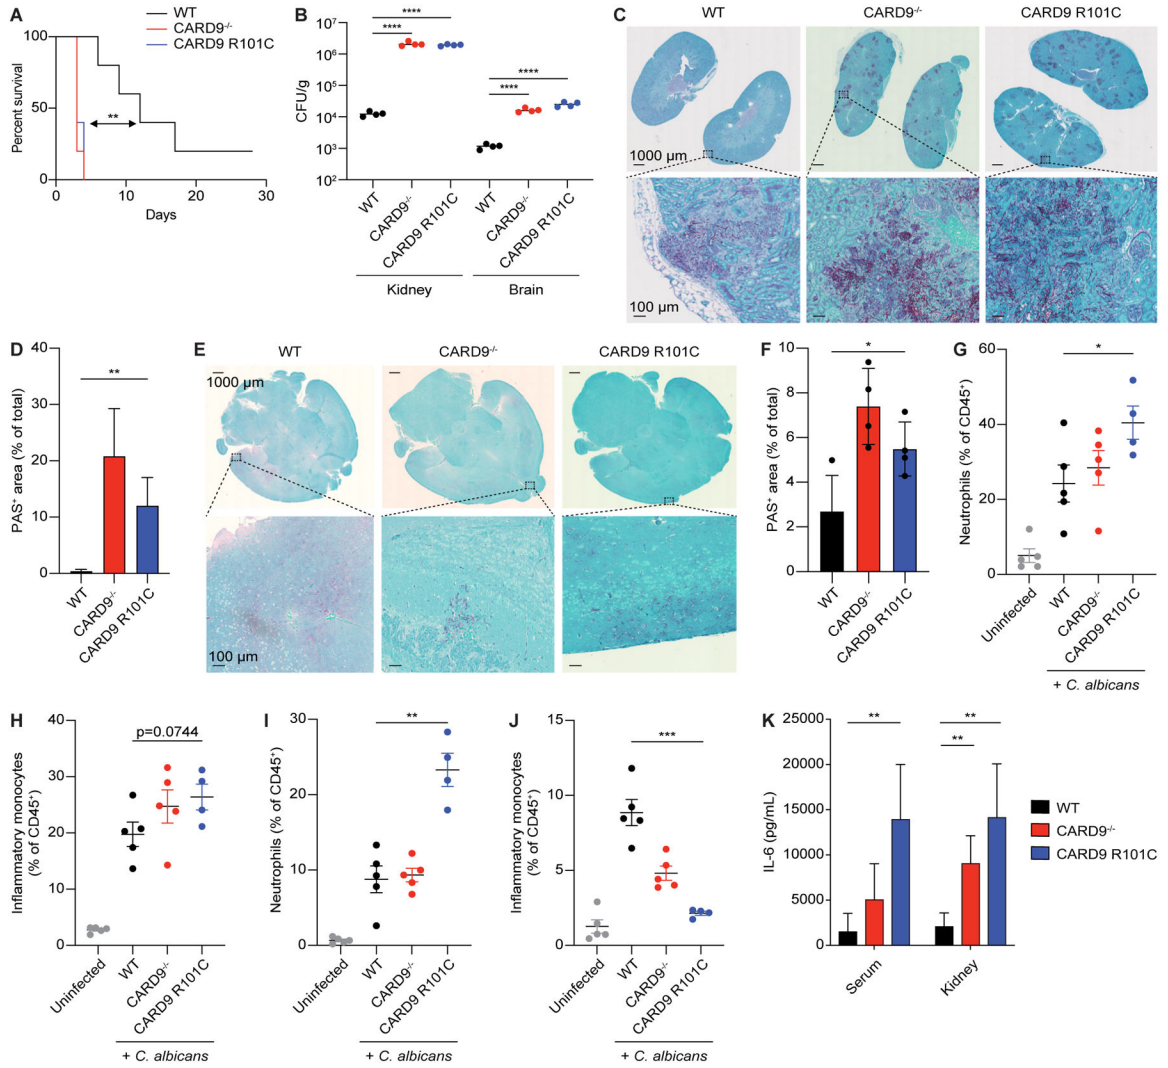 A
WT
CARD9-/-
CARD9 R101C
Percent survival
100
50
0
**
0 10 20 30
Days
B
CFU/g
10⁷
10⁶
10⁵
10⁴
10³
10²
****
****
****
****
WT
CARD9-/-
CARD9 R101C
WT
CARD9-/-
CARD9 R101C
Kidney
Brain
C
WT
CARD9-/-
CARD9 R101C
1000 µm
100 µm
D
PAS⁺ area (% of total)
40
30
20
10
0
**
WT
CARD9-/-
CARD9 R101C
E
WT
CARD9-/-
CARD9 R101C
1000 µm
100 µm
F
PAS⁺ area (% of total)
10
8
6
4
2
0
*
WT
CARD9-/-
CARD9 R101C
G
Neutrophils (% of CD45⁺)
60
40
20
0
*
Uninfected
WT
CARD9-/-
CARD9 R101C
+ C. albicans
H
Inflammatory monocytes
(% of CD45⁺)
40
30
20
10
0
p=0.0744
Uninfected
WT
CARD9-/-
CARD9 R101C
+ C. albicans
I
Neutrophils (% of CD45⁺)
30
20
10
0
**
Uninfected
WT
CARD9-/-
CARD9 R101C
+ C. albicans
J
Inflammatory monocytes
(% of CD45⁺)
15
10
5
0
***
Uninfected
WT
CARD9-/-
CARD9 R101C
+ C. albicans
K
IL-6 (pg/mL)
25000
20000
15000
10000
5000
0
**
**
**
Serum
Kidney
WT
CARD9-/-
CARD9 R101C